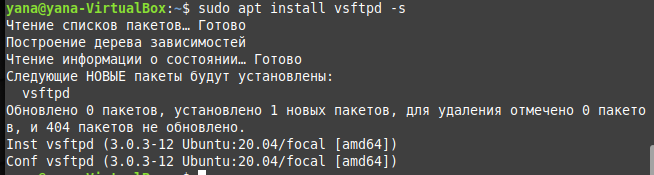 yana@yana-VirtualBox:~$ sudo apt install vsftpd -s
Чтение списков пакетов… Готово
Построение дерева зависимостей
Чтение информации о состоянии… Готово
Следующие НОВЫЕ пакеты будут установлены:
  vsftpd
Обновлено 0 пакетов, установлено 1 новых пакетов, для удаления отмечено 0 пакето
в, и 404 пакетов не обновлено.
Inst vsftpd (3.0.3-12 Ubuntu:20.04/focal [amd64])
Conf vsftpd (3.0.3-12 Ubuntu:20.04/focal [amd64])
yana@yana-VirtualBox:~$